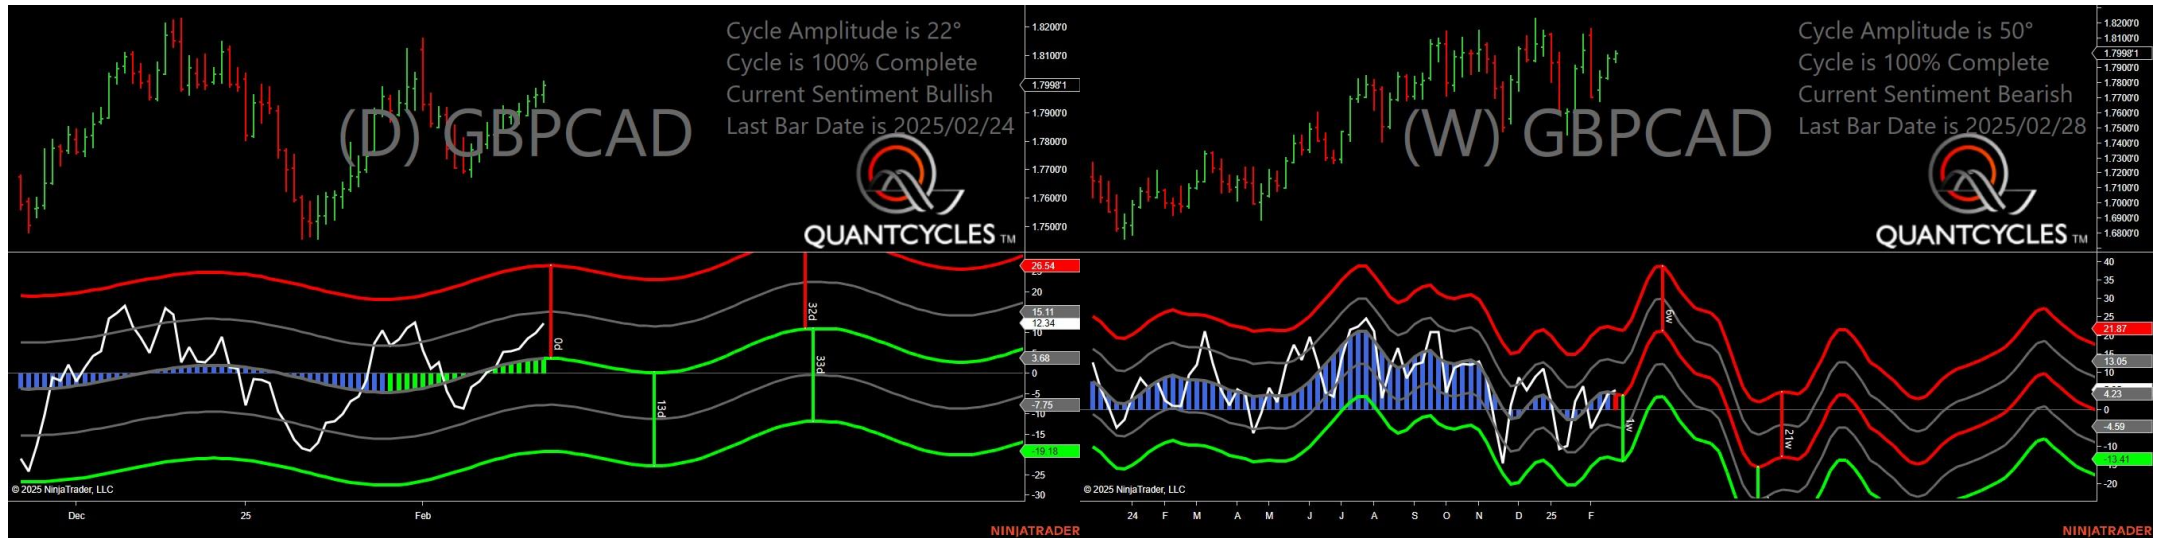 Cycle Amplitude is 22°
Cycle is 100% Complete
Current Sentiment Bullish
Last Bar Date is 2025/02/24
(D) GBPCAD
QUANTCYCLES TM
1.8200'0
1.8100'0
1.7998'1
1.7900'0
1.7800'0
1.7700'0
1.7600'0
1.7500'0
26.54
20
15.11
12.34
10
3.68
0
-5
-7.75
-10
-15
-19.18
-25
-30
0d
13d
32d
33d
© 2025 NinjaTrader, LLC
Dec
25
Feb
NINJATRADER
Cycle Amplitude is 50°
Cycle is 100% Complete
Current Sentiment Bearish
Last Bar Date is 2025/02/28
(W) GBPCAD
QUANTCYCLES TM
1.8200'0
1.8100'0
1.7998'1
1.7900'0
1.7800'0
1.7700'0
1.7600'0
1.7500'0
1.7400'0
1.7300'0
1.7200'0
1.7100'0
1.7000'0
1.6900'0
1.6800'0
40
35
30
25
21.87
20
15
13.05
10
4.23
0
-4.59
-10
-13.41
-20
1w
6w
21w
© 2025 NinjaTrader, LLC
24 F M A M J J A S O N D 25 F
NINJATRADER